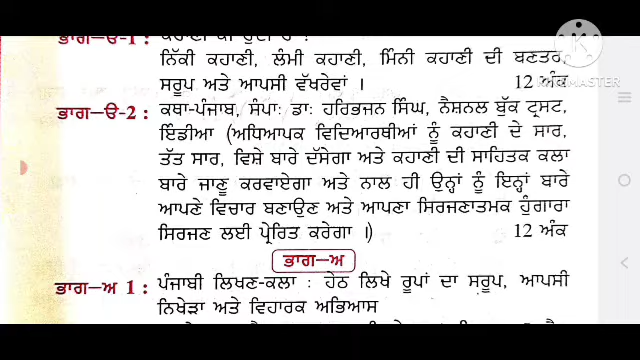 ਭਾਗ-ੳ-1 : ਕਹਾਣੀ ਕੀ ਹੁੰਦੀ ਹੈ ?
ਨਿੱਕੀ ਕਹਾਣੀ, ਲੰਮੀ ਕਹਾਣੀ, ਮਿਨੀ ਕਹਾਣੀ ਦੀ ਬਣਤਰ,
ਸਰੂਪ ਅਤੇ ਆਪਸੀ ਵੱਖਰੇਵਾਂ । 12 ਅੰਕ
ਭਾਗ-ੳ-2 : ਕਥਾ-ਪੰਜਾਬ, ਸੰਪਾਃ ਡਾਃ ਹਰਿਭਜਨ ਸਿੰਘ, ਨੈਸ਼ਨਲ ਬੁੱਕ ਟ੍ਰਸਟ,
ਇੰਡੀਆ (ਅਧਿਆਪਕ ਵਿਦਿਆਰਥੀਆਂ ਨੂੰ ਕਹਾਣੀ ਦੇ ਸਾਰ,
ਤੱਤ ਸਾਰ, ਵਿਸ਼ੇ ਬਾਰੇ ਦੱਸੇਗਾ ਅਤੇ ਕਹਾਣੀ ਦੀ ਸਾਹਿਤਕ ਕਲਾ
ਬਾਰੇ ਜਾਣੂ ਕਰਵਾਏਗਾ ਅਤੇ ਨਾਲ ਹੀ ਉਨ੍ਹਾਂ ਨੂੰ ਇਨ੍ਹਾਂ ਬਾਰੇ
ਆਪਣੇ ਵਿਚਾਰ ਬਣਾਉਣ ਅਤੇ ਆਪਣਾ ਸਿਰਜਣਾਤਮਕ ਹੁੰਗਾਰਾ
ਸਿਰਜਣ ਲਈ ਪ੍ਰੇਰਿਤ ਕਰੇਗਾ ।) 12 ਅੰਕ
ਭਾਗ-ਅ
ਭਾਗ-ਅ 1 : ਪੰਜਾਬੀ ਲਿਖਣ-ਕਲਾ : ਹੇਠ ਲਿਖੇ ਰੂਪਾਂ ਦਾ ਸਰੂਪ, ਆਪਸੀ
ਨਿਖੇੜਾ ਅਤੇ ਵਿਹਾਰਕ ਅਭਿਆਸ